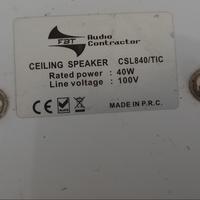 FBT
Audio
Contractor
CEILING SPEAKER CSL840/TIC
Rated power : 40W
Line voltage : 100V
CE
MADE IN P.R.C.